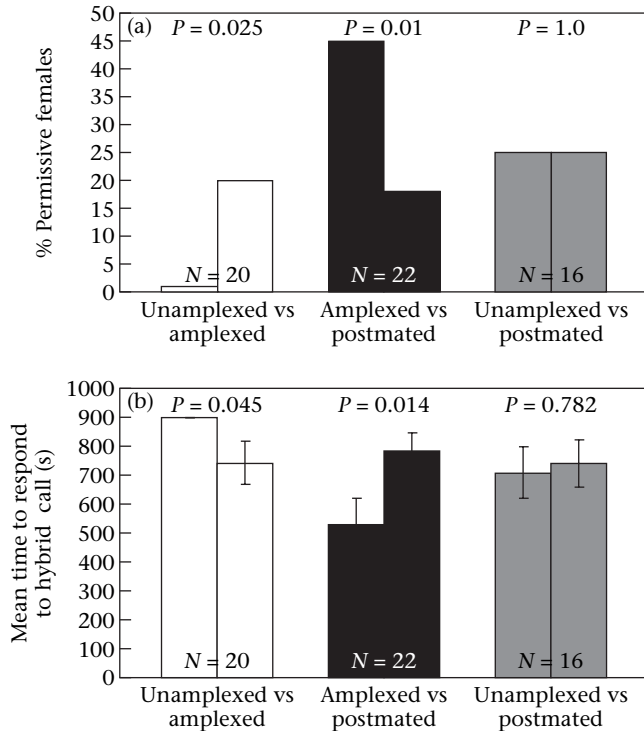 (a)
P = 0.025 P = 0.01 P = 1.0
% Permissive females
50
45
40
35
30
25
20
15
10
5
0
N = 20 N = 22 N = 16
Unamplexed vs amplexed
Amplexed vs postmated
Unamplexed vs postmated
(b)
P = 0.045 P = 0.014 P = 0.782
Mean time to respond
to hybrid call (s)
1000
900
800
700
600
500
400
300
200
100
0
N = 20 N = 22 N = 16
Unamplexed vs amplexed
Amplexed vs postmated
Unamplexed vs postmated